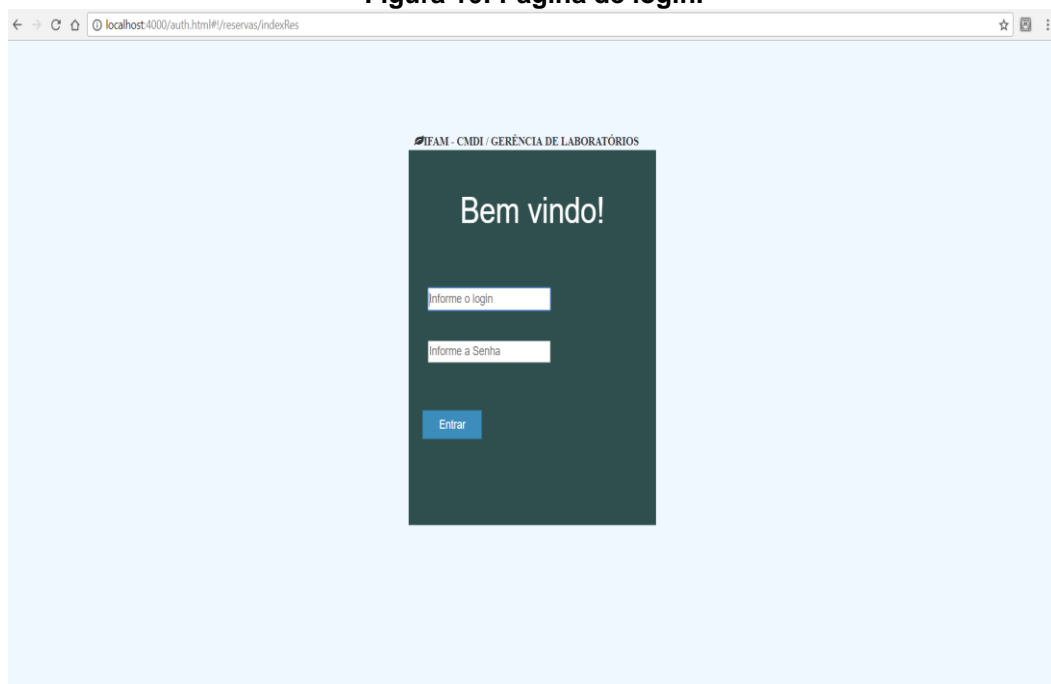 Figura 10: Página de login.
localhost:4000/auth.html#!/reservas/indexRes
IFAM - CMDI / GERÊNCIA DE LABORATÓRIOS
Bem vindo!
Informe o login
Informe a Senha
Entrar